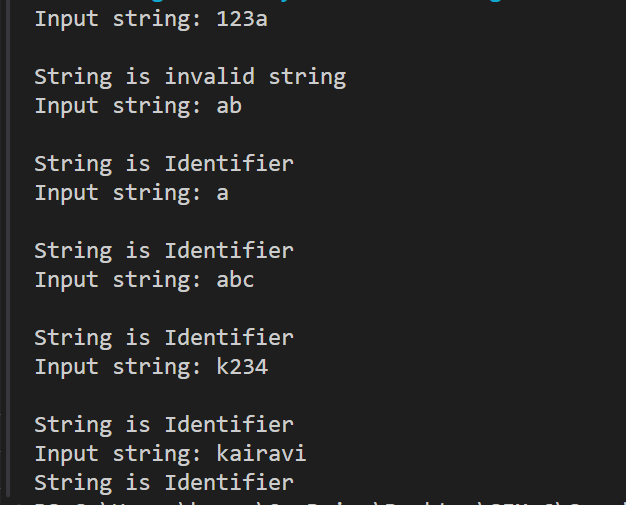 Input string: 123a
String is invalid string
Input string: ab
String is Identifier
Input string: a
String is Identifier
Input string: abc
String is Identifier
Input string: k234
String is Identifier
Input string: kairavi
String is Identifier